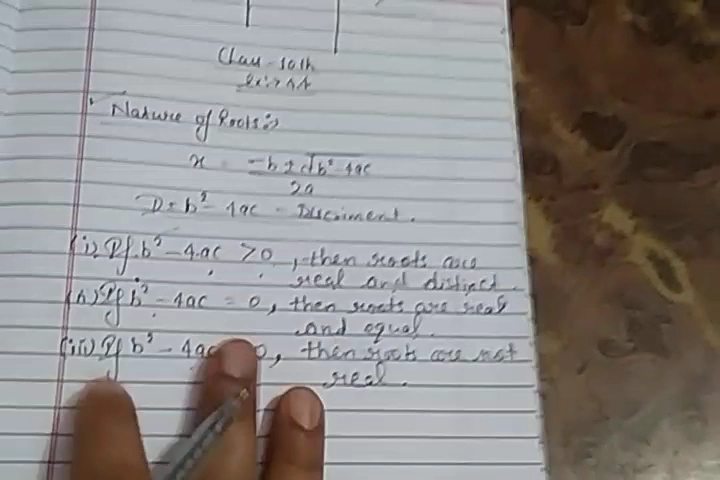 Class - 10th
Ex:- 4.4
Nature of Roots:-
x = -b ± √b² - 4ac
2a
D = b² - 4ac - Discriment.
(i) If b² - 4ac > 0, then roots are
real and distinct.
(ii) If b² - 4ac = 0, then roots are real
and equal.
(iii) If b² - 4ac 0, then roots are not
real.